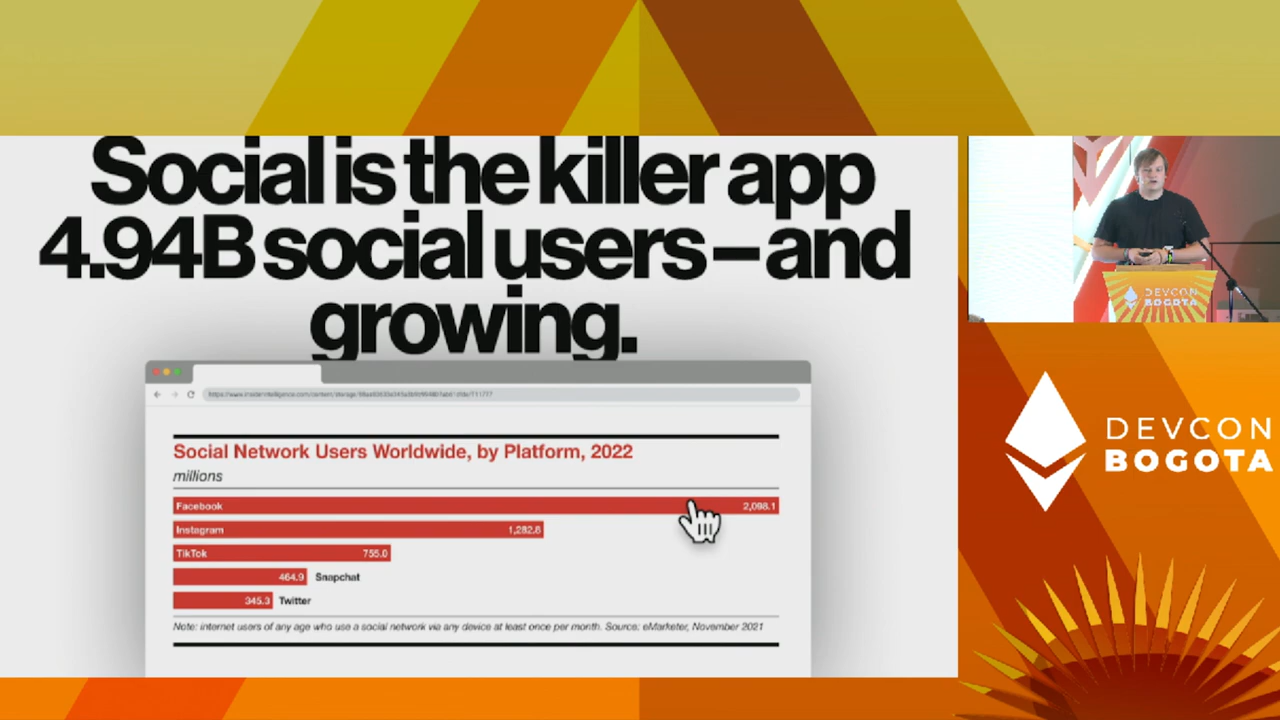 Social is the killer app
4.94B social users – and
growing.
Social Network Users Worldwide, by Platform, 2022
millions
Facebook 2,098.1
Instagram 1,282.8
TikTok 755.0
464.9 Snapchat
345.3 Twitter
Note: internet users of any age who use a social network via any device at least once per month. Source: eMarketer, November 2021
DEVCON
BOGOTA
DEVCON
BOGOTA